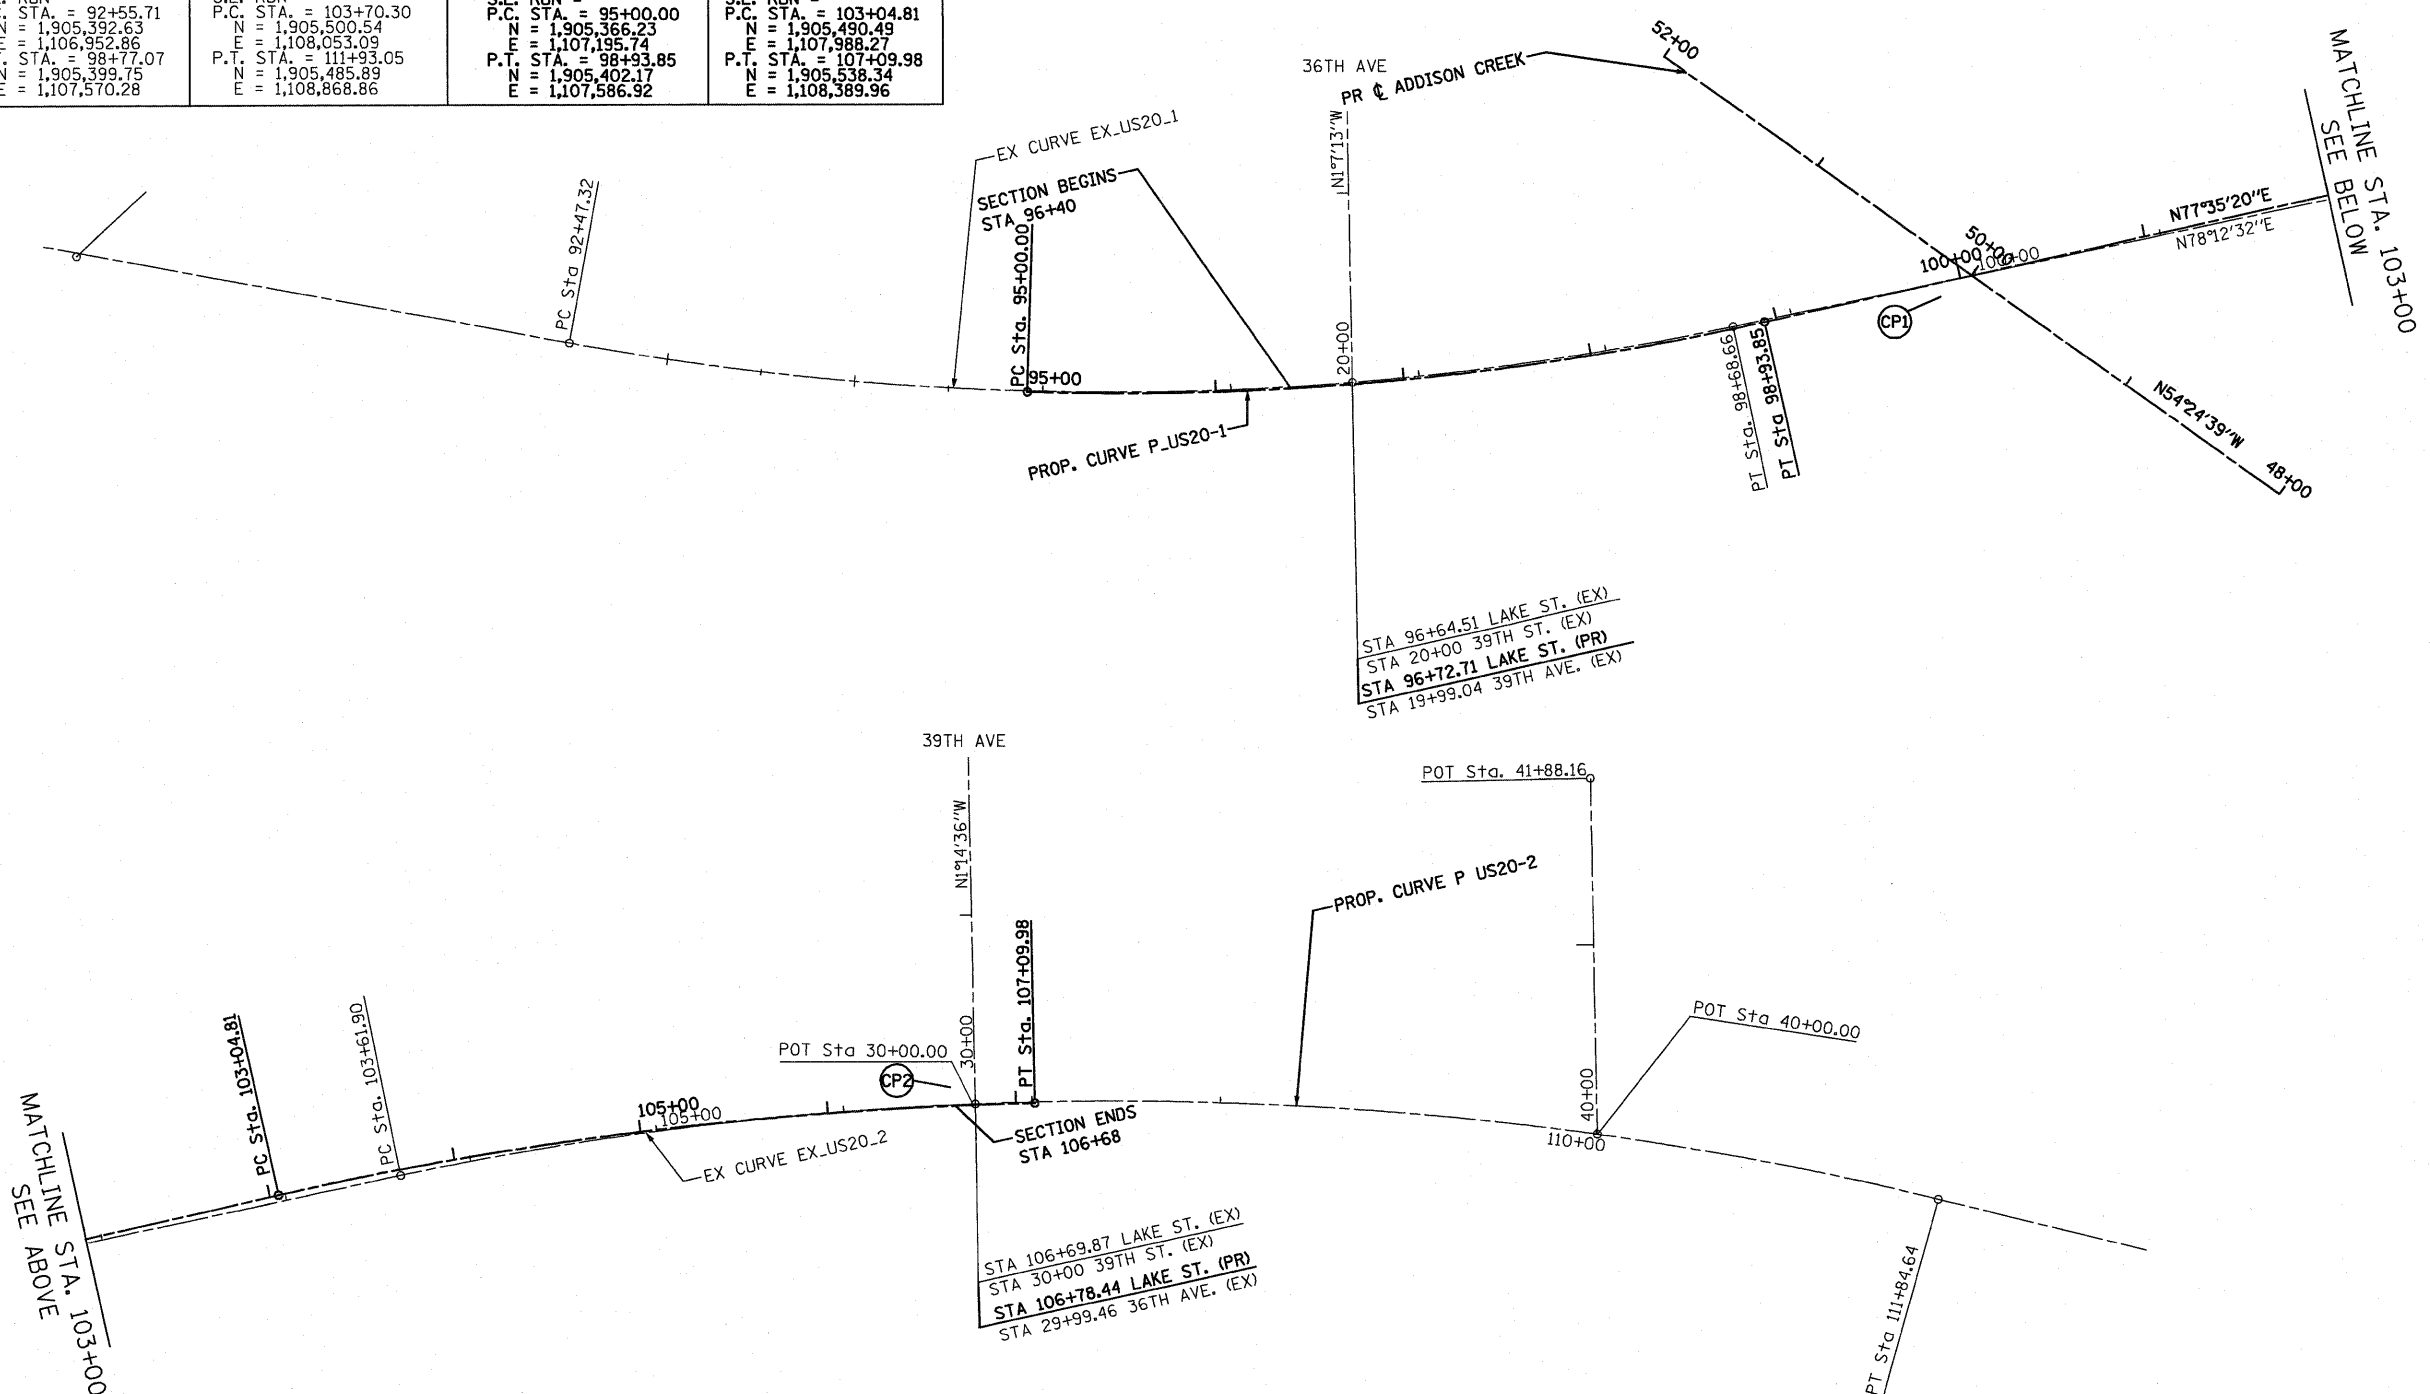 STA. = 92+55.71
N = 1,905,392.63
E = 1,106,952.86
STA. = 98+77.07
N = 1,905,399.75
E = 1,107,570.28
P.C. STA. = 103+70.30
N = 1,905,500.54
E = 1,108,053.09
P.T. STA. = 111+93.05
N = 1,905,485.89
E = 1,108,868.86
P.C. STA. = 95+00.00
N = 1,905,366.23
E = 1,107,195.74
P.T. STA. = 98+93.85
N = 1,905,402.17
E = 1,107,586.92
P.C. STA. = 103+04.81
N = 1,905,490.49
E = 1,107,988.27
P.T. STA. = 107+09.98
N = 1,905,538.34
E = 1,108,389.96
52+00
36TH AVE
PR ℄ ADDISON CREEK
MATCHLINE STA. 103+00
SEE BELOW
EX CURVE EX_US20_1
N1°7'13"W
SECTION BEGINS
STA 96+40
PC Sta 92+47.32
PC Sta. 95+00.00
N77°35'20"E
N78°12'32"E
50+00
100+00
100+00
CP1
20+00
95+00
PT Sta. 98+68.66
PT Sta 98+93.85
N54°24'39"W
48+00
PROP. CURVE P_US20-1
STA 96+64.51 LAKE ST. (EX)
STA 20+00 39TH ST. (EX)
STA 96+72.71 LAKE ST. (PR)
STA 19+99.04 39TH AVE. (EX)
39TH AVE
POT Sta. 41+88.16
N1°14'36"W
PROP. CURVE P US20-2
PT Sta. 107+09.98
PC Sta. 103+04.81
PC Sta. 103+61.90
POT Sta 30+00.00
30+00
CP2
POT Sta 40+00.00
40+00
105+00
105+00
SECTION ENDS
STA 106+68
110+00
EX CURVE EX_US20_2
MATCHLINE STA. 103+00
SEE ABOVE
STA 106+69.87 LAKE ST. (EX)
STA 30+00 39TH ST. (EX)
STA 106+78.44 LAKE ST. (PR)
STA 29+99.46 36TH AVE. (EX)
PT Sta 111+84.64